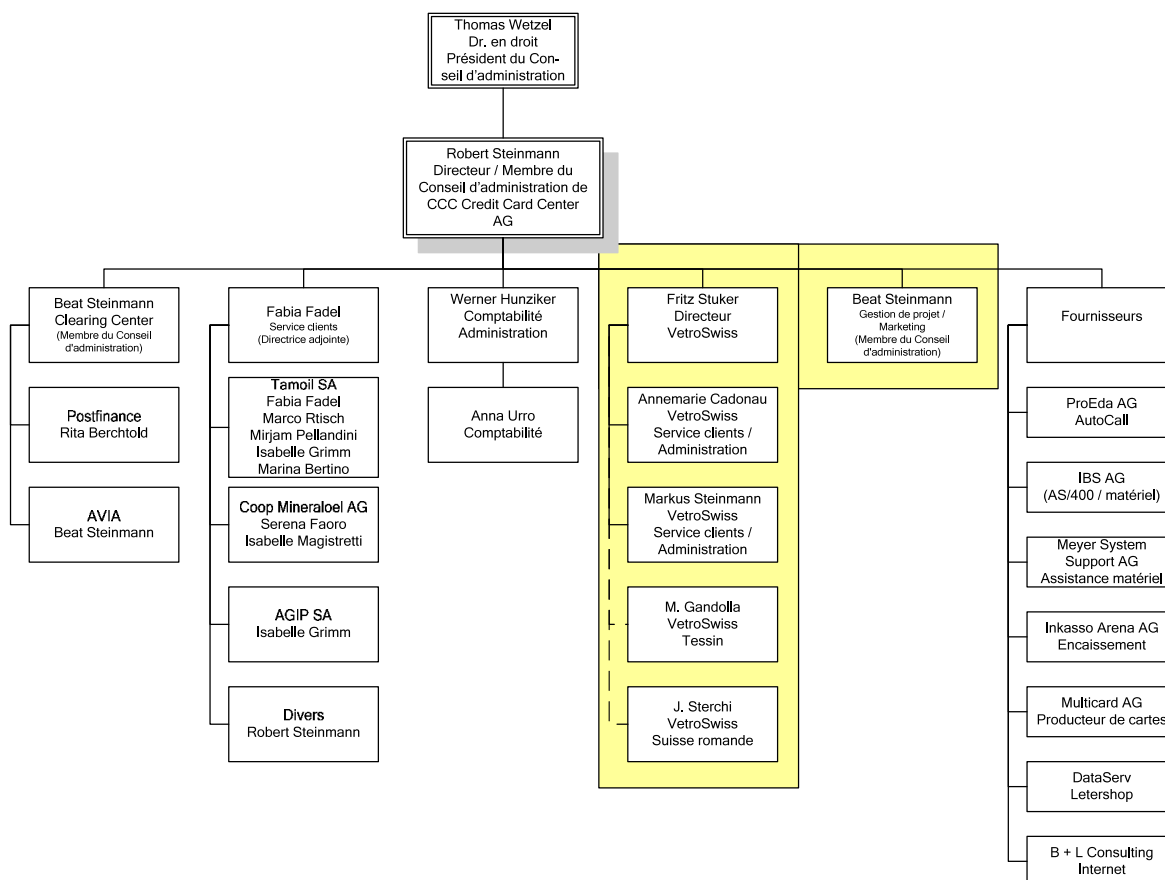 Thomas Wetzel
Dr. en droit
Président du Con-
seil d'administration
Robert Steinmann
Directeur / Membre du
Conseil d'administration de
CCC Credit Card Center
AG
Beat Steinmann
Clearing Center
(Membre du Conseil
d'administration)
Postfinance
Rita Berchtold
AVIA
Beat Steinmann
Fabia Fadel
Service clients
(Directrice adjointe)
Tamoil SA
Fabia Fadel
Marco Rtisch
Mirjam Pellandini
Isabelle Grimm
Marina Bertino
Coop Mineraloel AG
Serena Faoro
Isabelle Magistretti
AGIP SA
Isabelle Grimm
Divers
Robert Steinmann
Werner Hunziker
Comptabilité
Administration
Anna Urro
Comptabilité
Fritz Stuker
Directeur
VetroSwiss
Annemarie Cadonau
VetroSwiss
Service clients /
Administration
Markus Steinmann
VetroSwiss
Service clients /
Administration
M. Gandolla
VetroSwiss
Tessin
J. Sterchi
VetroSwiss
Suisse romande
Beat Steinmann
Gestion de projet /
Marketing
(Membre du Conseil
d'administration)
Fournisseurs
ProEda AG
AutoCall
IBS AG
(AS/400 / matériel)
Meyer System
Support AG
Assistance matériel
Inkasso Arena AG
Encaissement
Multicard AG
Producteur de cartes
DataServ
Letershop
B + L Consulting
Internet